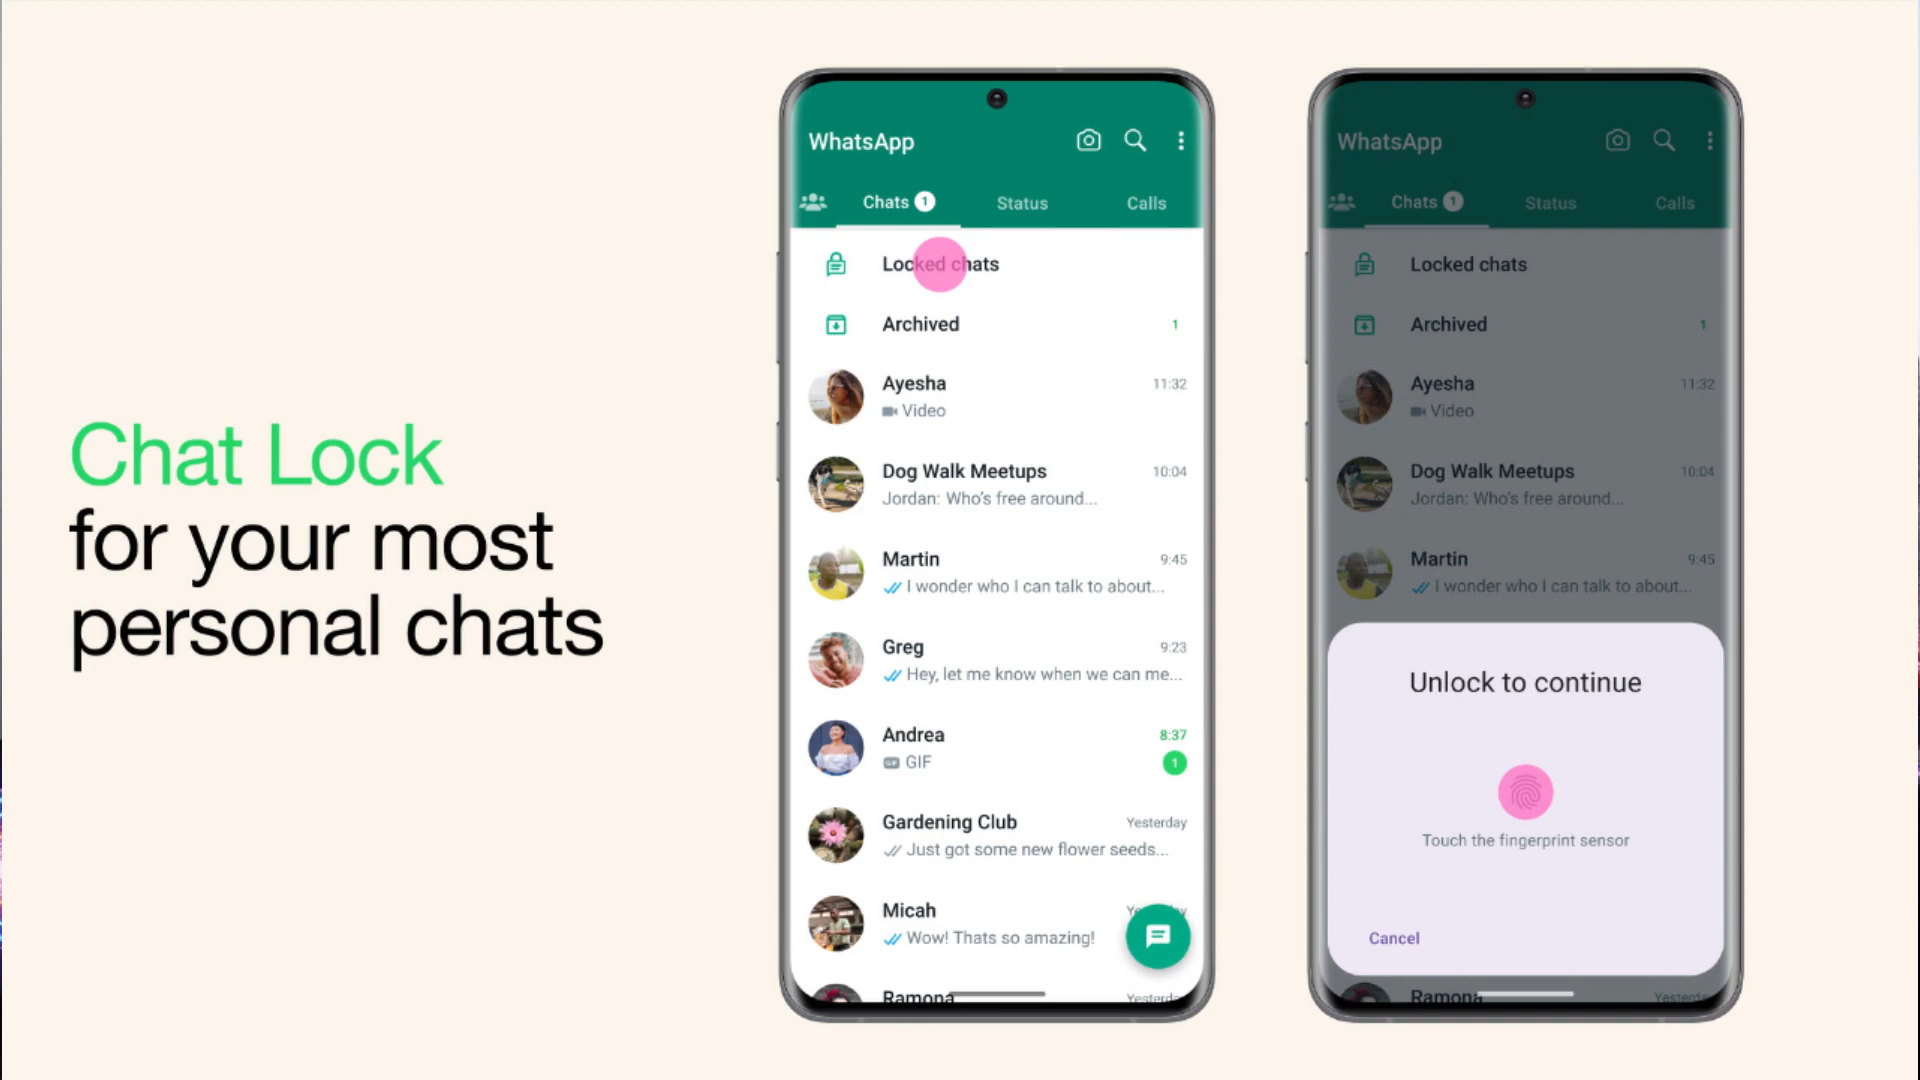 Chat Lock
for your most
personal chats
WhatsApp
Chats 1 Status Calls
Locked chats
Archived 1
Ayesha 11:32
Video
Dog Walk Meetups 10:04
Jordan: Who's free around...
Martin 9:45
I wonder who I can talk to about...
Greg 9:23
Hey, let me know when we can me...
Andrea 8:37
GIF GIF 1
Gardening Club Yesterday
Just got some new flower seeds...
Micah
Wow! Thats so amazing!
Ramona
WhatsApp
Chats 1 Status Calls
Locked chats
Archived 1
Ayesha 11:32
Video
Dog Walk Meetups 10:04
Jordan: Who's free around...
Martin 9:45
I wonder who I can talk to about...
Unlock to continue
Touch the fingerprint sensor
Cancel
Ramona